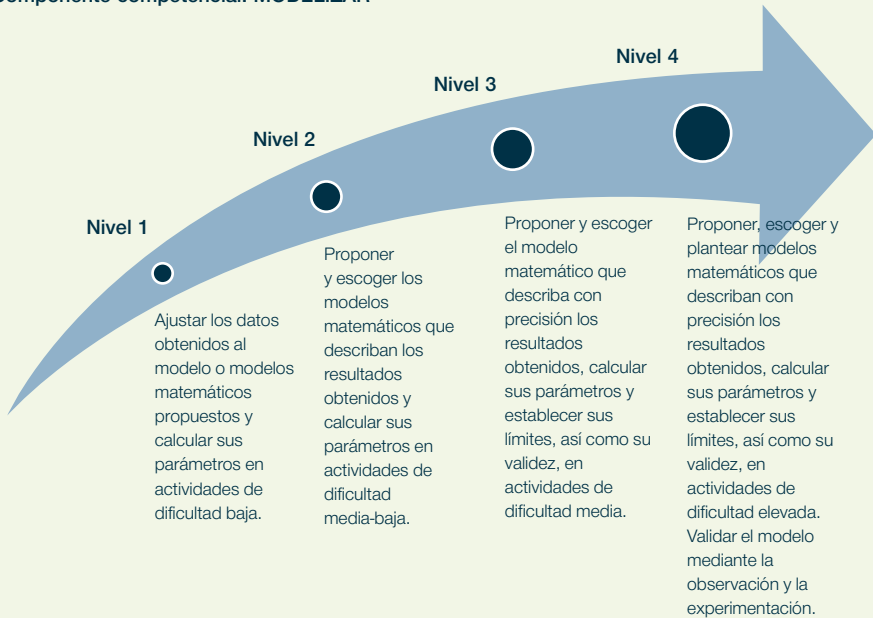 componente competencial: MODELIZAR
Nivel 1
Ajustar los datos
obtenidos al
modelo o modelos
matemáticos
propuestos y
calcular sus
parámetros en
actividades de
dificultad baja.
Nivel 2
Proponer
y escoger los
modelos
matemáticos que
describan los
resultados
obtenidos y
calcular sus
parámetros en
actividades de
dificultad
media-baja.
Nivel 3
Proponer y escoger
el modelo
matemático que
describa con
precisión los
resultados
obtenidos, calcular
sus parámetros y
establecer sus
límites, así como su
validez, en
actividades de
dificultad media.
Nivel 4
Proponer, escoger y
plantear modelos
matemáticos que
describan con
precisión los
resultados
obtenidos, calcular
sus parámetros y
establecer sus
límites, así como su
validez, en
actividades de
dificultad elevada.
Validar el modelo
mediante la
observación y la
experimentación.